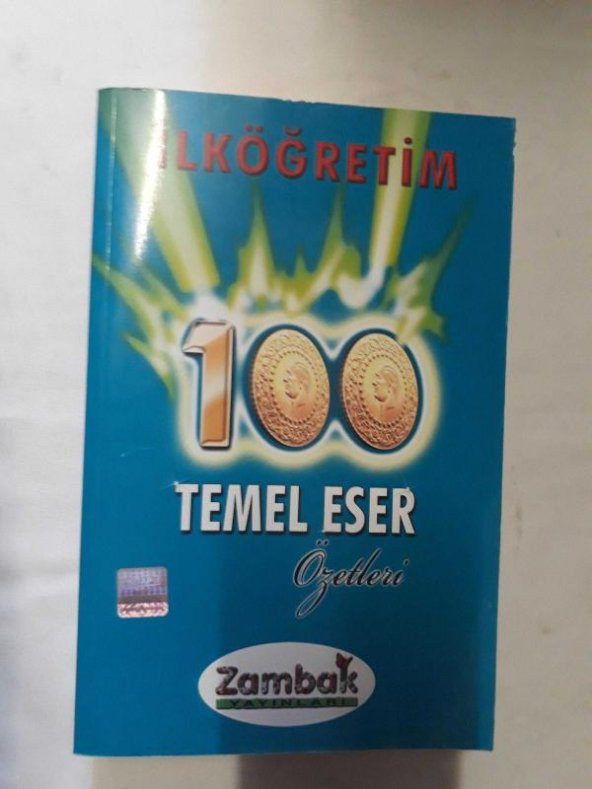 İLKÖĞRETİM
100
TEMEL ESER
Özetleri
Zambak
YAYINLARI